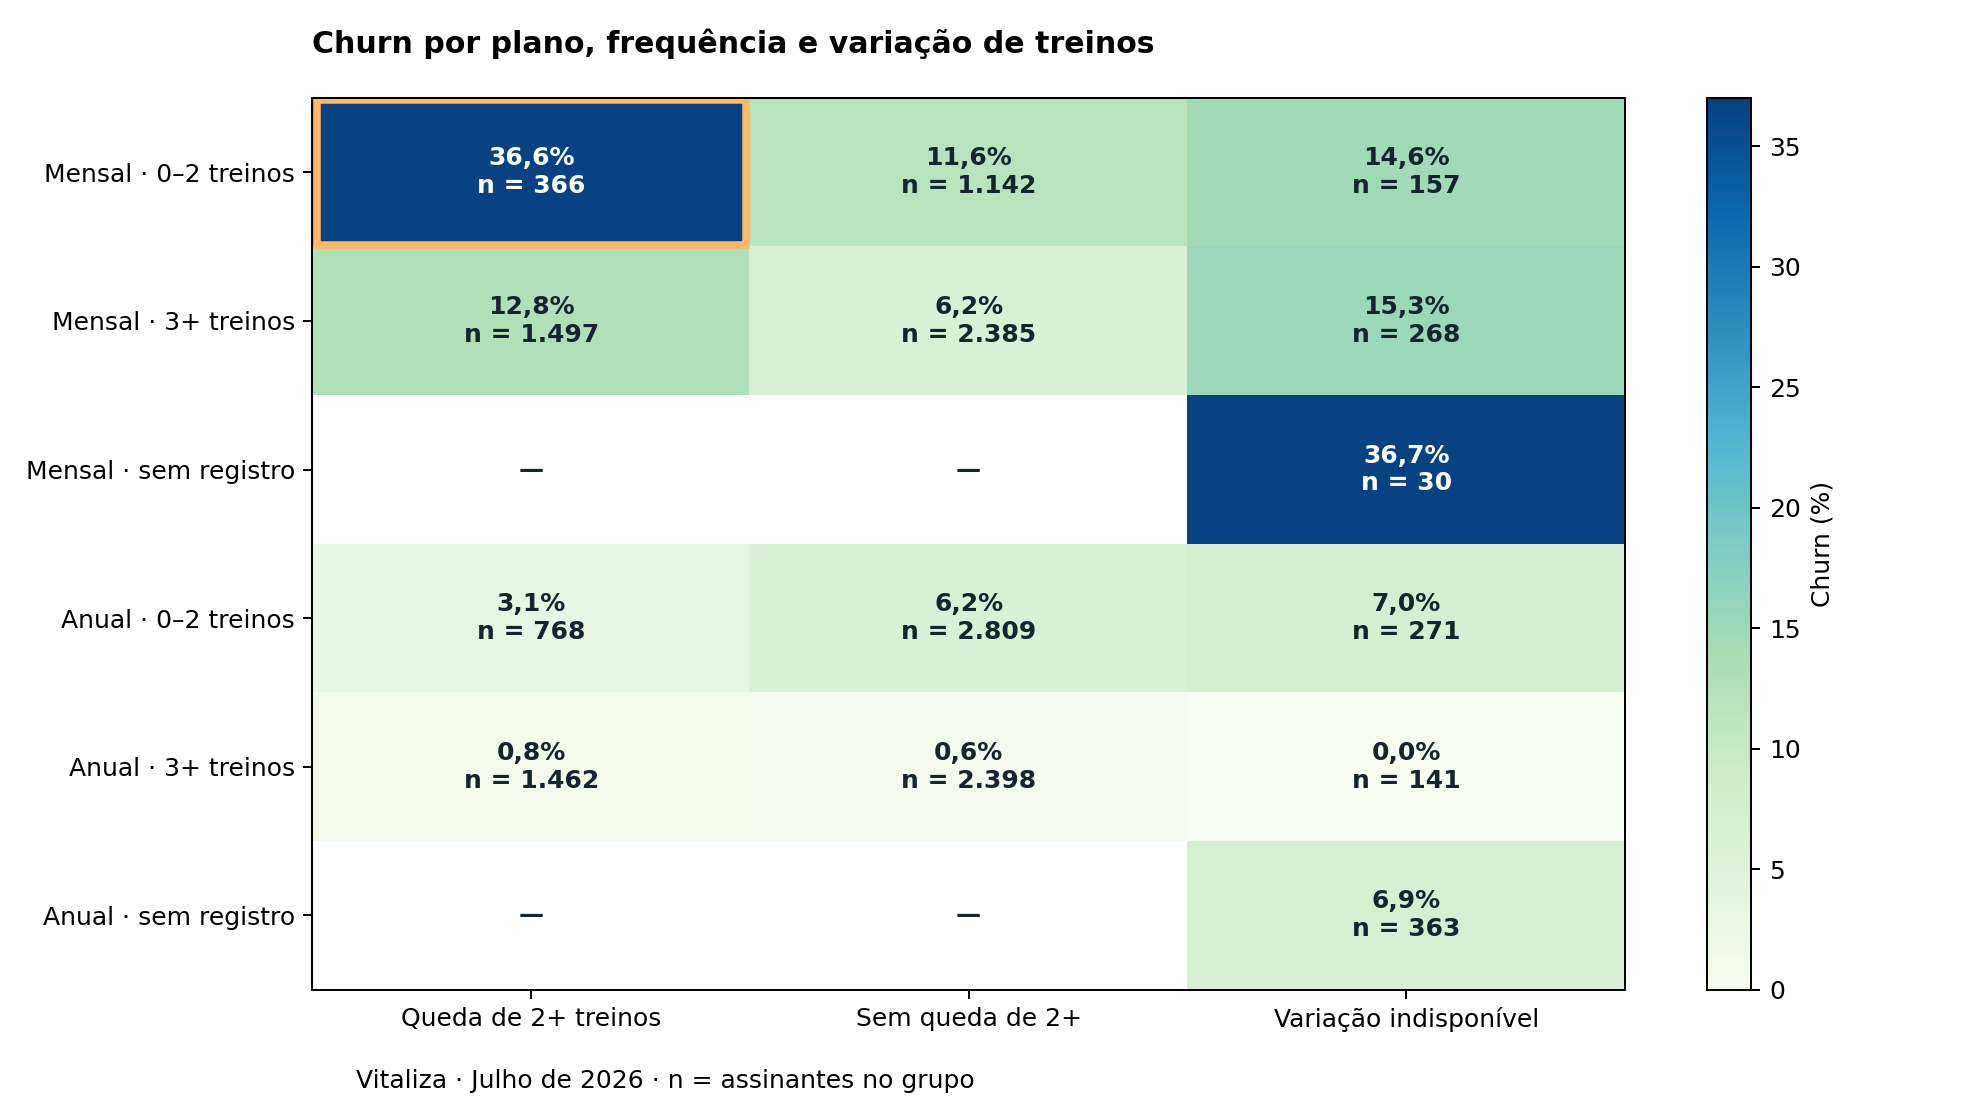 Churn por plano, frequência e variação de treinos
Mensal · 0–2 treinos
36,6%
n = 366
11,6%
n = 1.142
14,6%
n = 157
Mensal · 3+ treinos
12,8%
n = 1.497
6,2%
n = 2.385
15,3%
n = 268
Mensal · sem registro
—
—
36,7%
n = 30
Anual · 0–2 treinos
3,1%
n = 768
6,2%
n = 2.809
7,0%
n = 271
Anual · 3+ treinos
0,8%
n = 1.462
0,6%
n = 2.398
0,0%
n = 141
Anual · sem registro
—
—
6,9%
n = 363
Queda de 2+ treinos
Sem queda de 2+
Variação indisponível
35
30
25
20
15
10
5
0
Churn (%)
Vitaliza · Julho de 2026 · n = assinantes no grupo